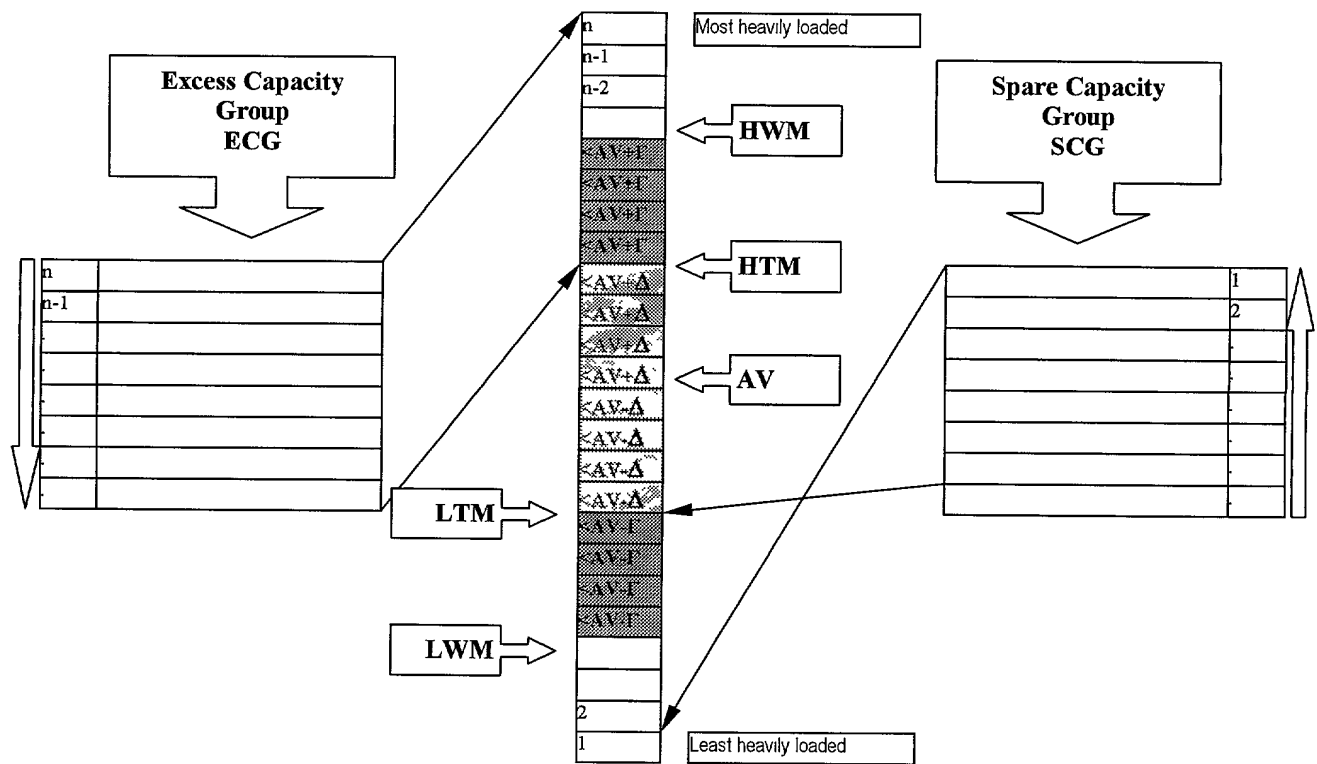 Excess Capacity
Group
ECG
n
n-1
n
n-1
n-2
<AV+Γ
<AV+Γ
<AV+Γ
<AV+Γ
<AV+Δ
<AV+Δ
<AV+Δ
<AV+Δ
<AV-Δ
<AV-Δ
<AV-Δ
<AV-Δ
<AV-Γ
<AV-Γ
<AV-Γ
<AV-Γ
2
1
Most heavily loaded
HWM
HTM
AV
LTM
LWM
Least heavily loaded
Spare Capacity
Group
SCG
1
2